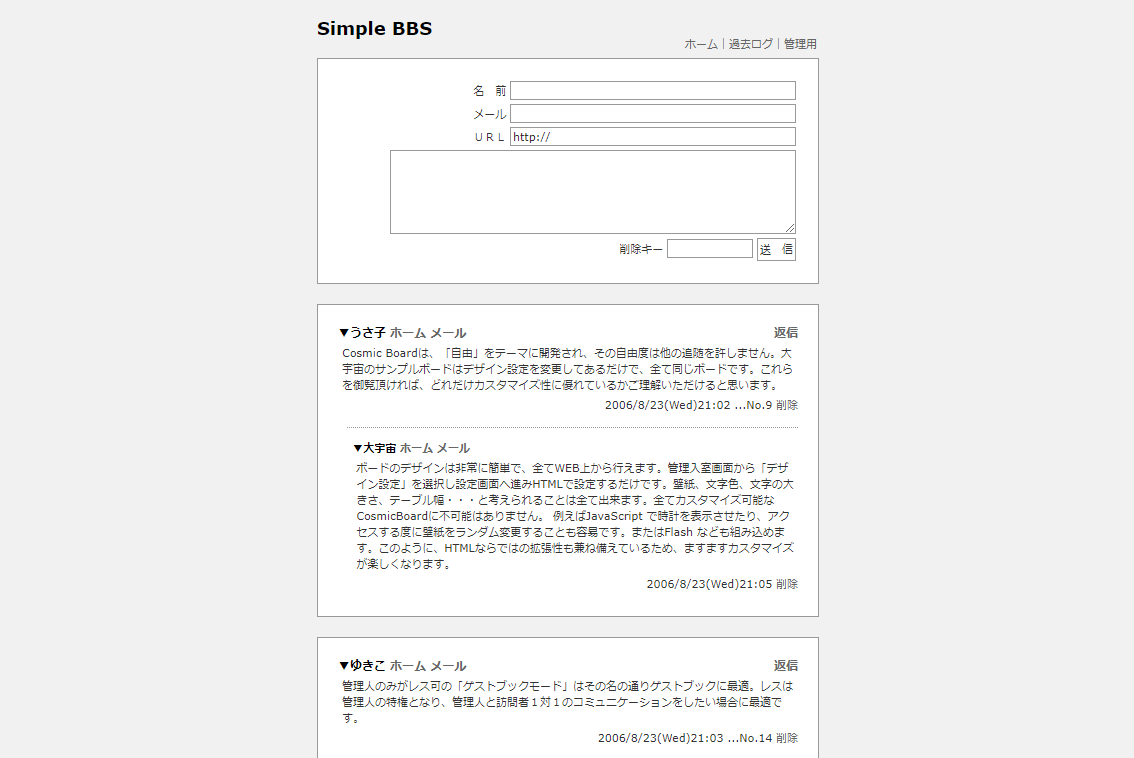 Simple BBS
ホーム｜過去ログ｜管理用
名　前
メール
ＵＲＬ http://
削除キー 送　信
▼うさ子 ホーム メール 返信
Cosmic Boardは、「自由」をテーマに開発され、その自由度は他の追随を許しません。大
宇宙のサンプルボードはデザイン設定を変更してあるだけで、全て同じボードです。これら
を御覧頂ければ、どれだけカスタマイズ性に優れているかご理解いただけると思います。
2006/8/23(Wed)21:02 ...No.9 削除
▼大宇宙 ホーム メール
ボードのデザインは非常に簡単で、全てWEB上から行えます。管理入室画面から「デザ
イン設定」を選択し設定画面へ進みHTMLで設定するだけです。壁紙、文字色、文字の大
きさ、テーブル幅・・・と考えられることは全て出来ます。全てカスタマイズ可能な
CosmicBoardに不可能はありません。 例えばJavaScript で時計を表示させたり、アク
セスする度に壁紙をランダム変更することも容易です。またはFlash なども組み込めま
す。このように、HTMLならではの拡張性も兼ね備えているため、ますますカスタマイズ
が楽しくなります。
2006/8/23(Wed)21:05 削除
▼ゆきこ ホーム メール 返信
管理人のみがレス可の「ゲストブックモード」はその名の通りゲストブックに最適。レスは
管理人の特権となり、管理人と訪問者１対１のコミュニケーションをしたい場合に最適で
す。
2006/8/23(Wed)21:03 ...No.14 削除